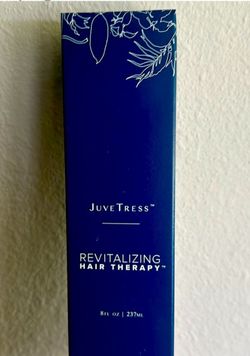 JuveTress™
REVITALIZING
HAIR THERAPY™
8fl oz | 237ml